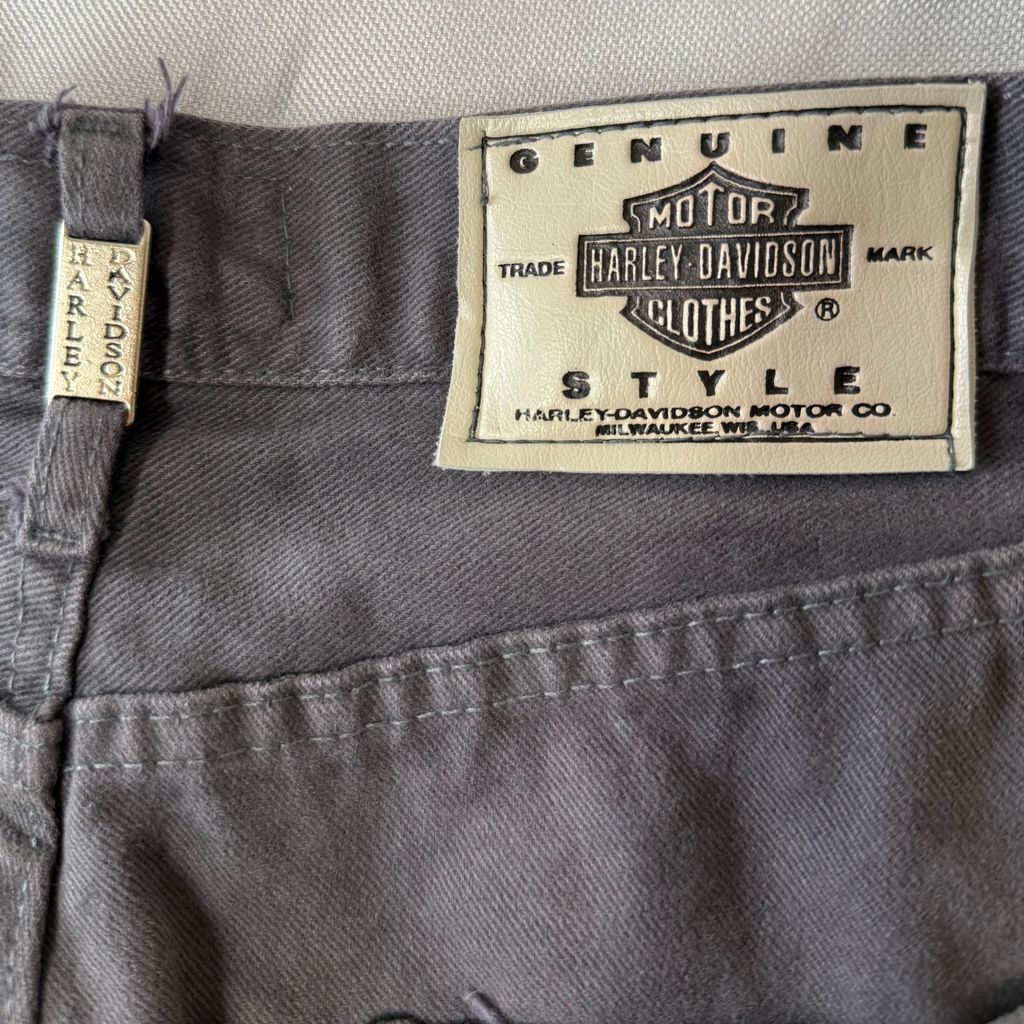 HARLEY
DAVIDSON
GENUINE
MOTOR
TRADE HARLEY-DAVIDSON MARK
CLOTHES ®
STYLE
HARLEY-DAVIDSON MOTOR CO.
MILWAUKEE, WIS., USA